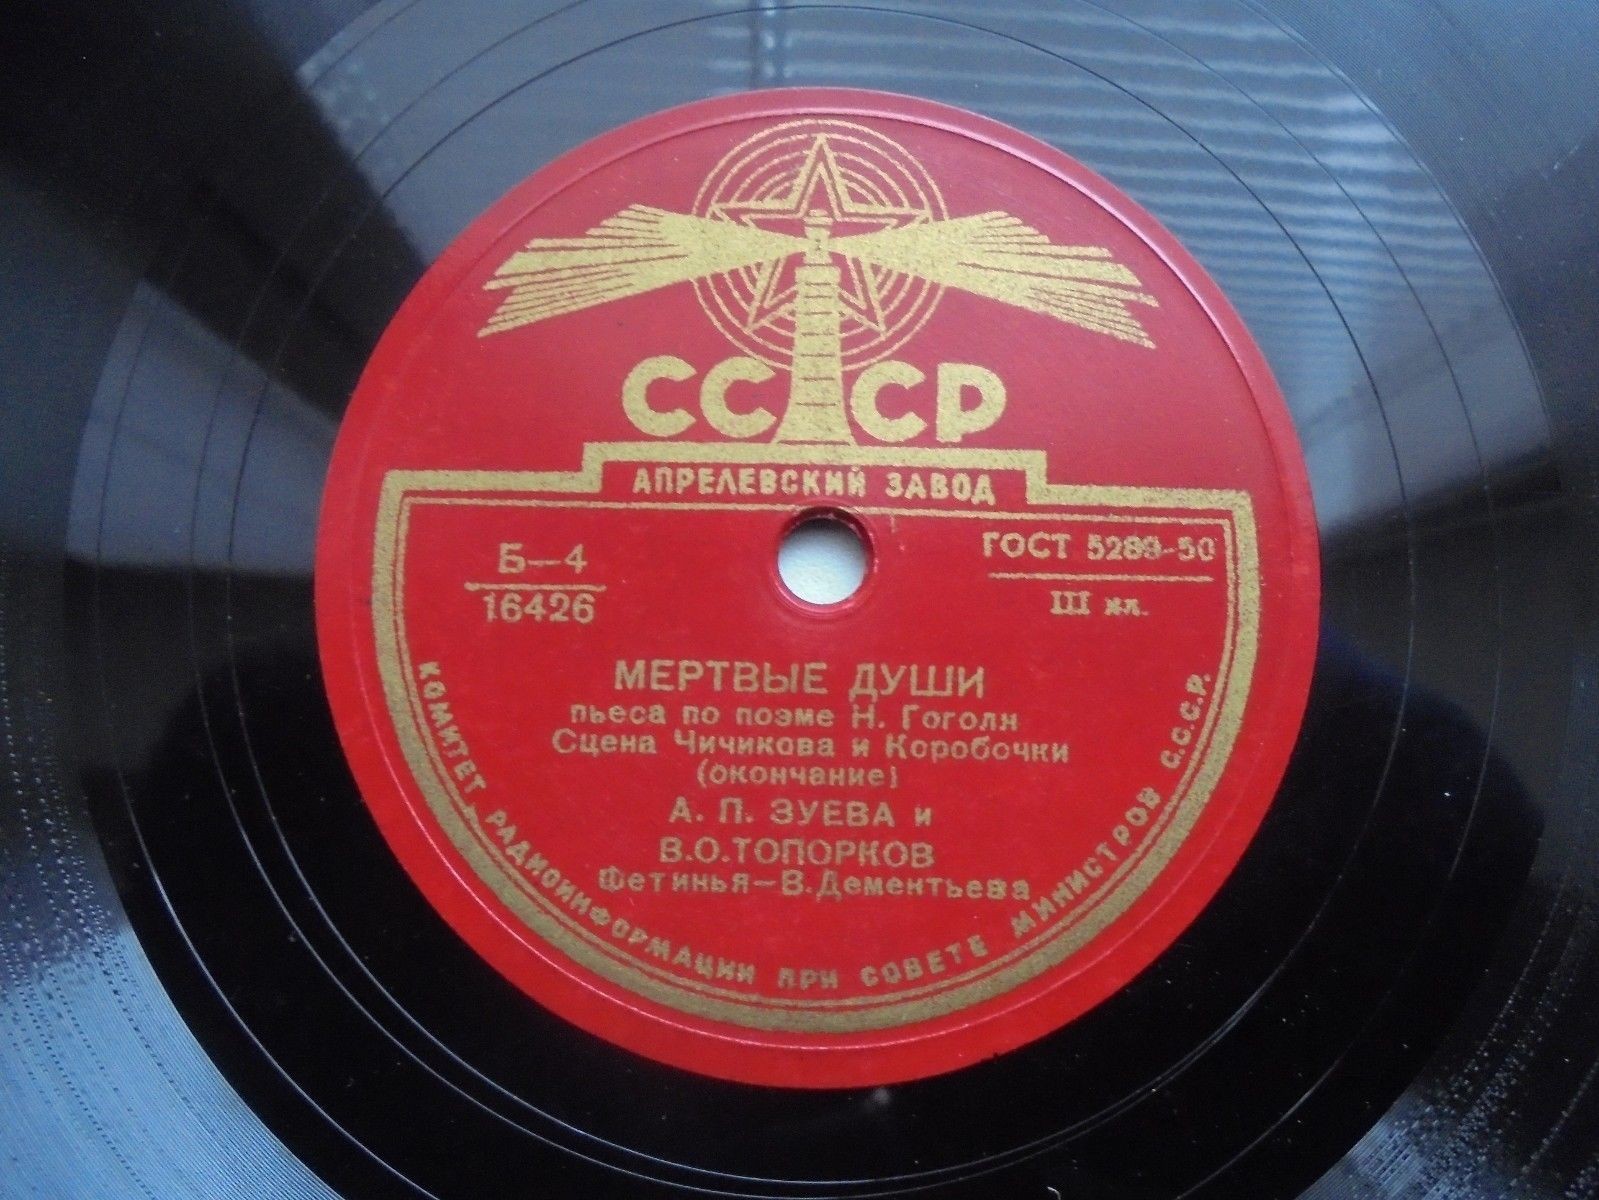 СССР
АПРЕЛЕВСКИЙ ЗАВОД
Б—4
16426
ГОСТ 5289-50
III кл.
МЕРТВЫЕ ДУШИ
пьеса по поэме Н. Гоголя
Сцена Чичикова и Коробочки
(окончание)
А. П. ЗУЕВА и
В.О.ТОПОРКОВ
Фетинья—В.Дементьева
КОМИТЕТ РАДИОИНФОРМАЦИИ ПРИ СОВЕТЕ МИНИСТРОВ С.С.С.Р.